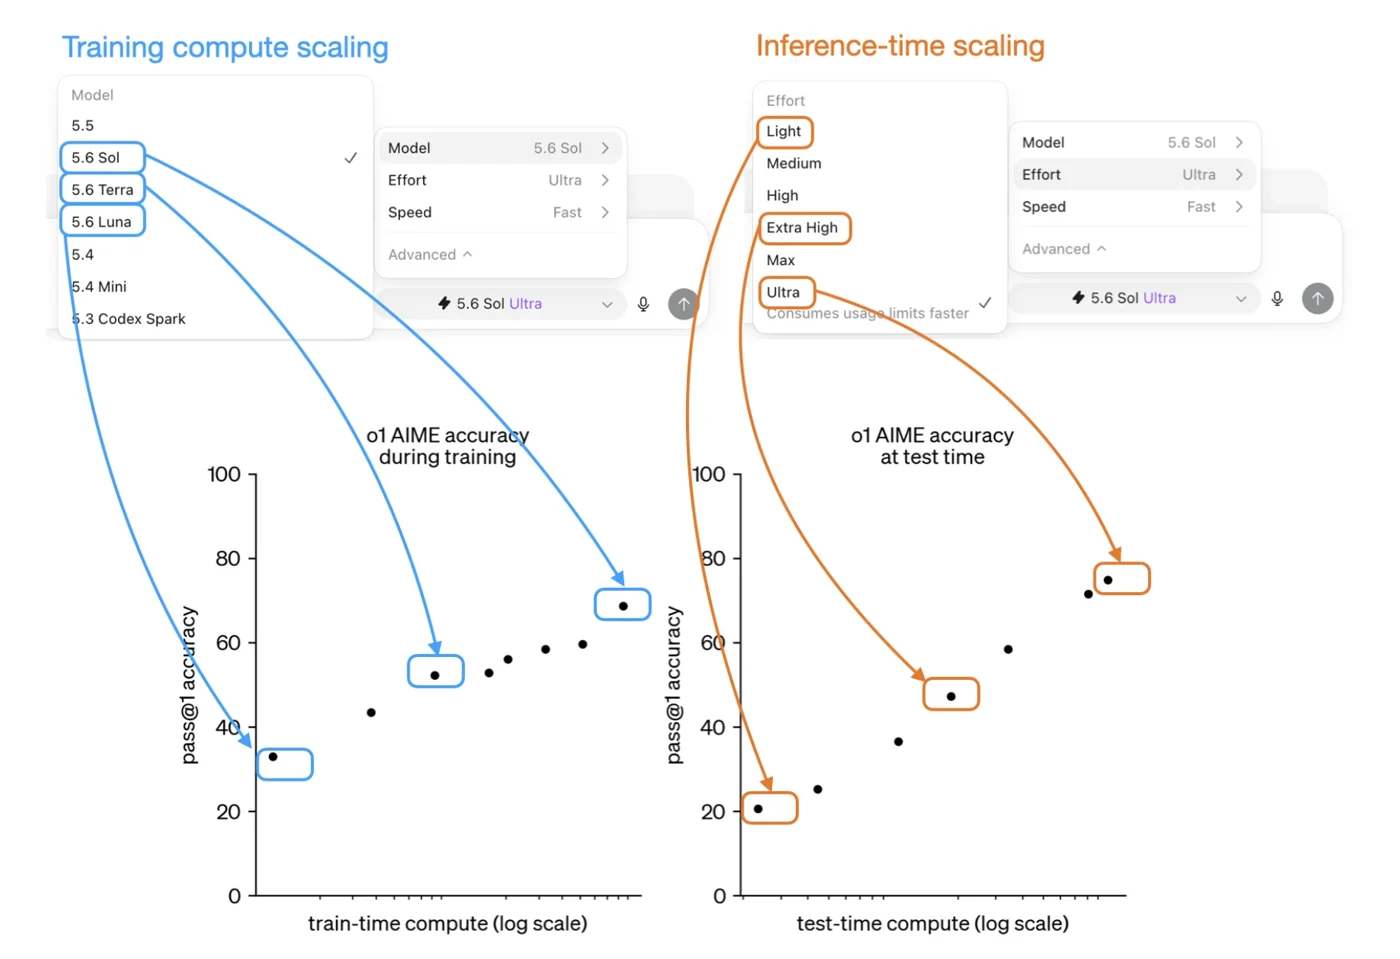 Training compute scaling
Model
5.5
5.6 Sol
5.6 Terra
5.6 Luna
5.4
5.4 Mini
5.3 Codex Spark
Model 5.6 Sol
Effort Ultra
Speed Fast
Advanced
5.6 Sol Ultra
Inference-time scaling
Effort
Light
Medium
High
Extra High
Max
Ultra
Consumes usage limits faster
Model 5.6 Sol
Effort Ultra
Speed Fast
Advanced
5.6 Sol Ultra
o1 AIME accuracy
during training
100
80
60
40
20
0
pass@1 accuracy
train-time compute (log scale)
o1 AIME accuracy
at test time
100
80
60
40
20
0
pass@1 accuracy
test-time compute (log scale)